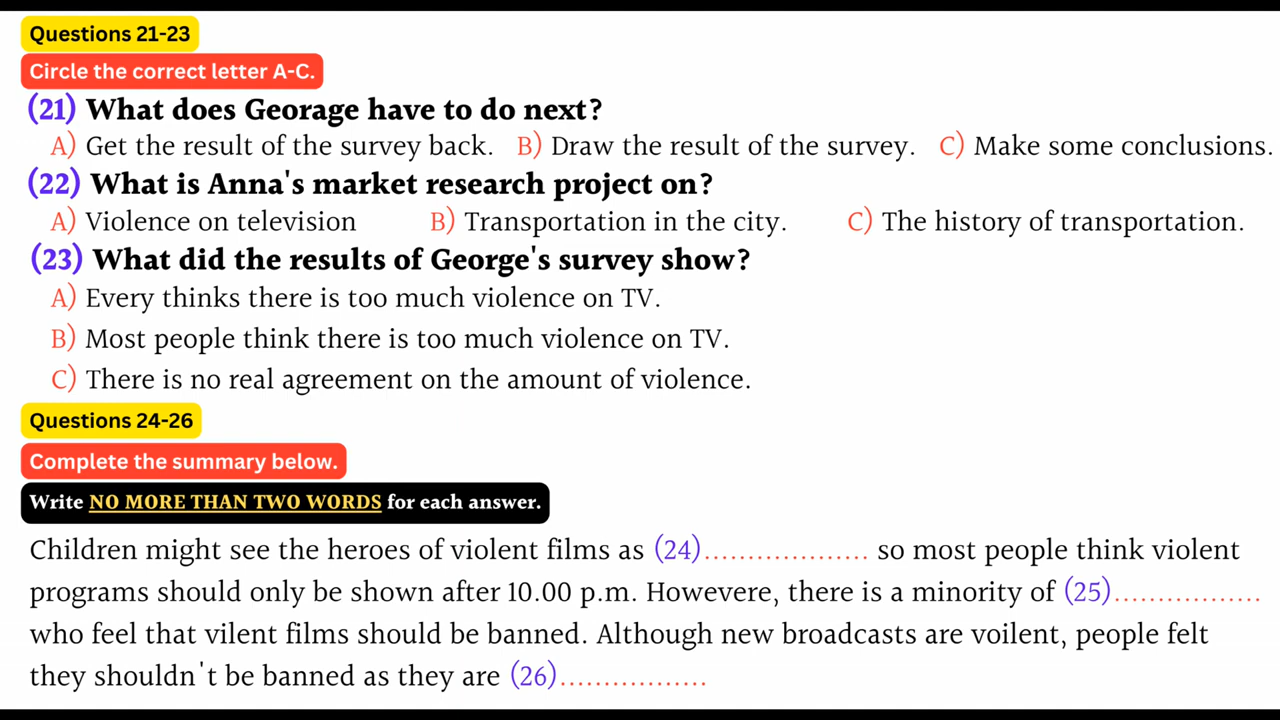 Questions 21-23
Circle the correct letter A-C.
(21) What does Georage have to do next?
A) Get the result of the survey back. B) Draw the result of the survey. C) Make some conclusions.
(22) What is Anna's market research project on?
A) Violence on television B) Transportation in the city. C) The history of transportation.
(23) What did the results of George's survey show?
A) Every thinks there is too much violence on TV.
B) Most people think there is too much violence on TV.
C) There is no real agreement on the amount of violence.
Questions 24-26
Complete the summary below.
Write NO MORE THAN TWO WORDS for each answer.
Children might see the heroes of violent films as (24)................... so most people think violent
programs should only be shown after 10.00 p.m. Howevere, there is a minority of (25).................
who feel that vilent films should be banned. Although new broadcasts are voilent, people felt
they shouldn't be banned as they are (26).................